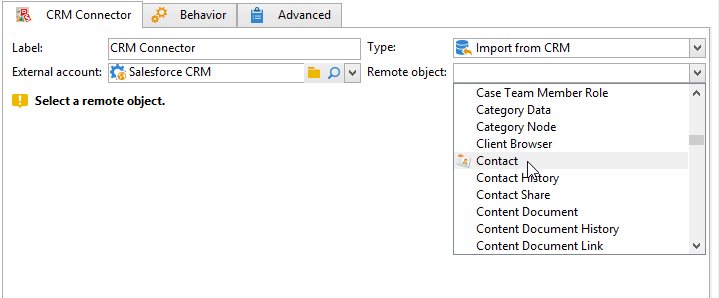 CRM Connector Behavior Advanced
Label: CRM Connector Type: Import from CRM
External account: Salesforce CRM Remote object:
Select a remote object.
Case Team Member Role
Category Data
Category Node
Client Browser
Contact
Contact History
Contact Share
Content Document
Content Document History
Content Document Link